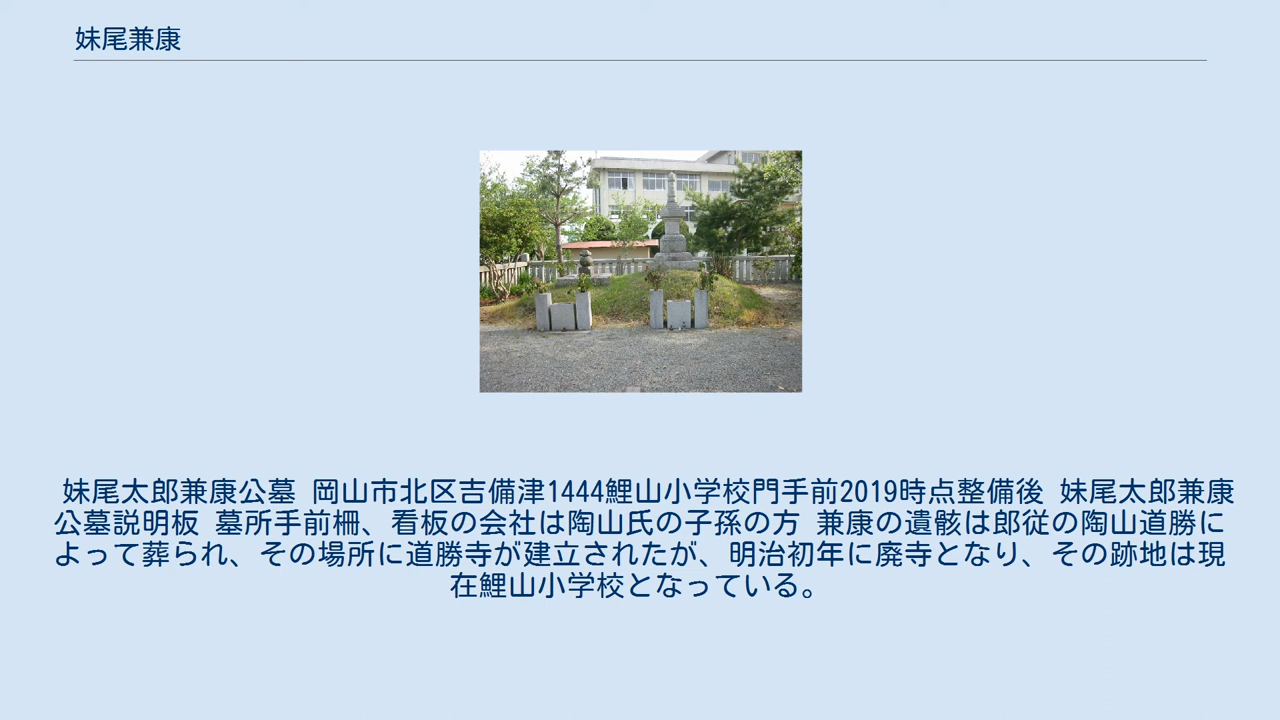 妹尾兼康
妹尾太郎兼康公墓 岡山市北区吉備津1444鯉山小学校門手前2019時点整備後 妹尾太郎兼康
公墓説明板 墓所手前柵、看板の会社は陶山氏の子孫の方 兼康の遺骸は郎従の陶山道勝に
よって葬られ、その場所に道勝寺が建立されたが、明治初年に廃寺となり、その跡地は現
在鯉山小学校となっている。